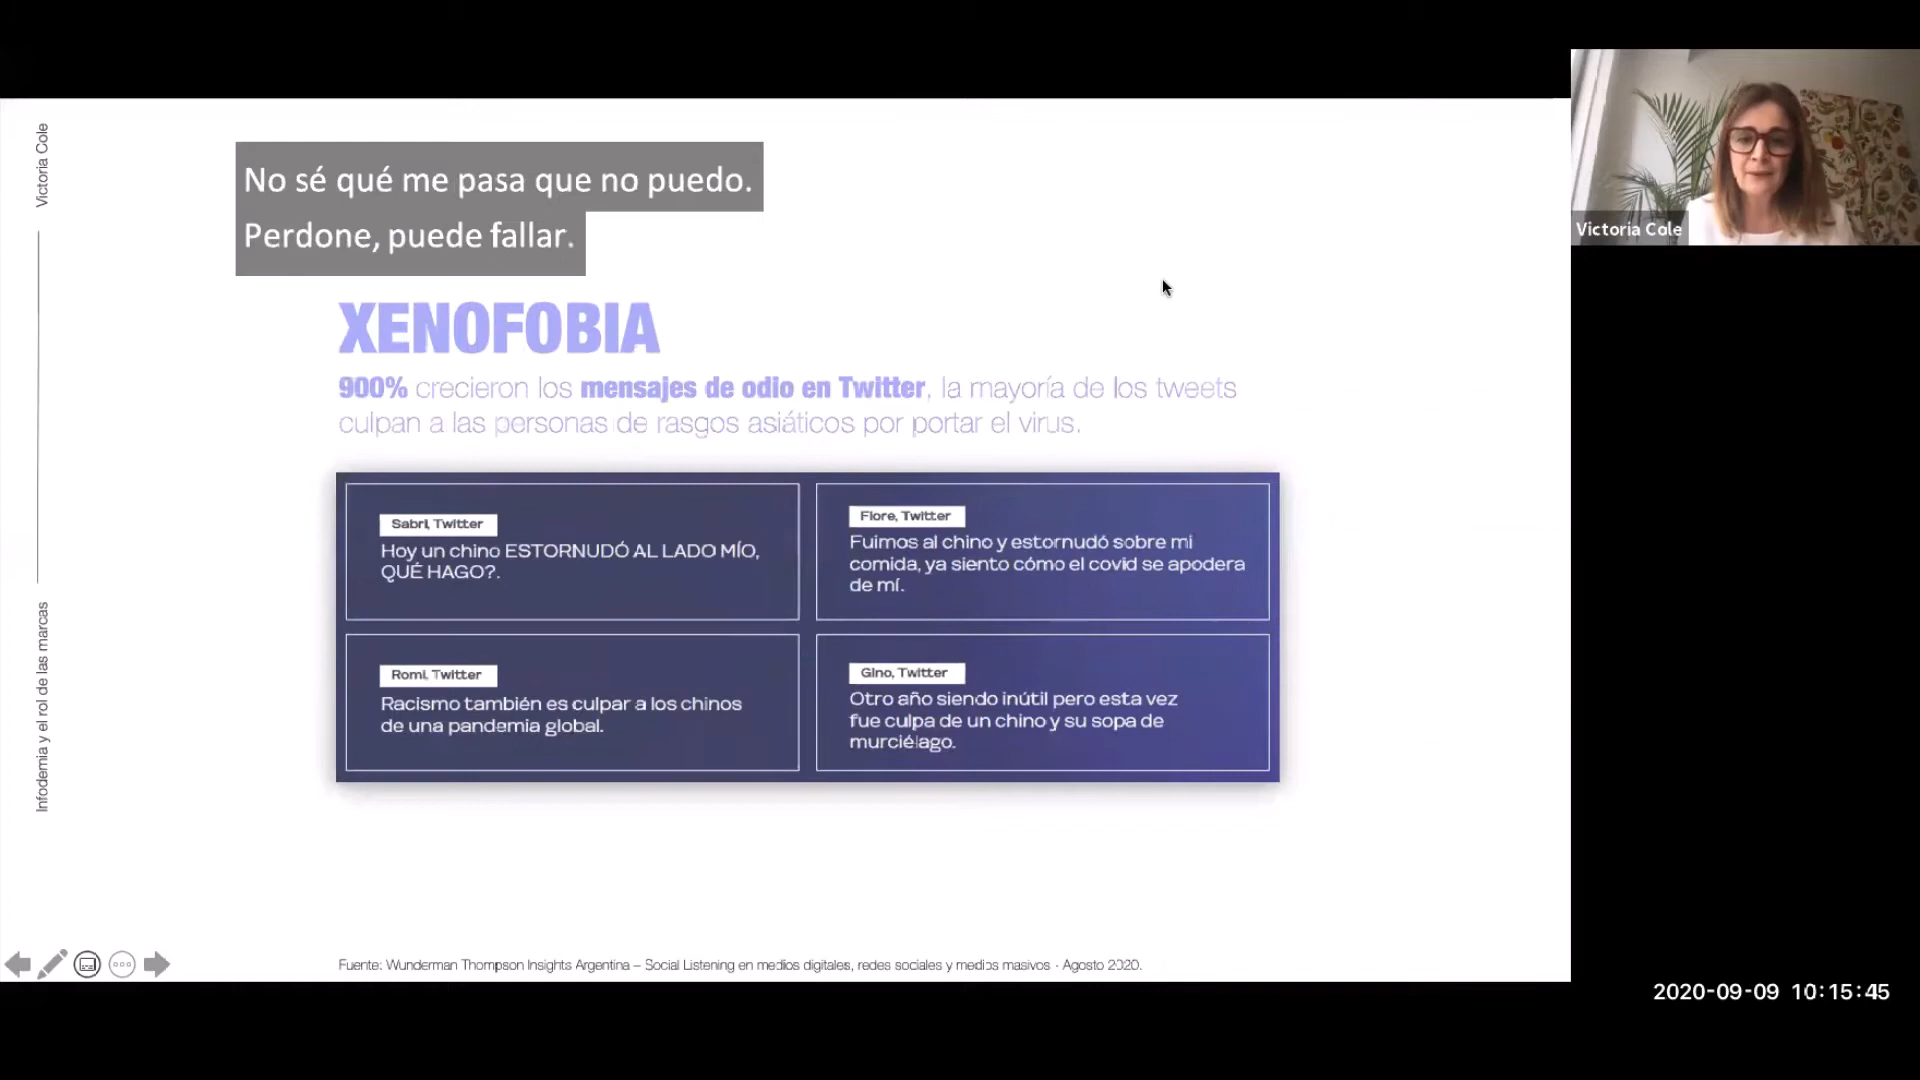 Victoria Cole
Infodemia y el rol de las marcas
No sé qué me pasa que no puedo.
Perdone, puede fallar.
XENOFOBIA
900% crecieron los mensajes de odio en Twitter, la mayoría de los tweets
culpan a las personas de rasgos asiáticos por portar el virus.
Sabri, Twitter
Hoy un chino ESTORNUDÓ AL LADO MÍO,
QUÉ HAGO?.
Flore, Twitter
Fuimos al chino y estornudó sobre mi
comida, ya siento cómo el covid se apodera
de mí.
Romi, Twitter
Racismo también es culpar a los chinos
de una pandemia global.
Gino, Twitter
Otro año siendo inútil pero esta vez
fue culpa de un chino y su sopa de
murciélago.
Fuente: Wunderman Thompson Insights Argentina – Social Listening en medios digitales, redes sociales y medios masivos - Agosto 2020.
Victoria Cole
2020-09-09 10:15:45